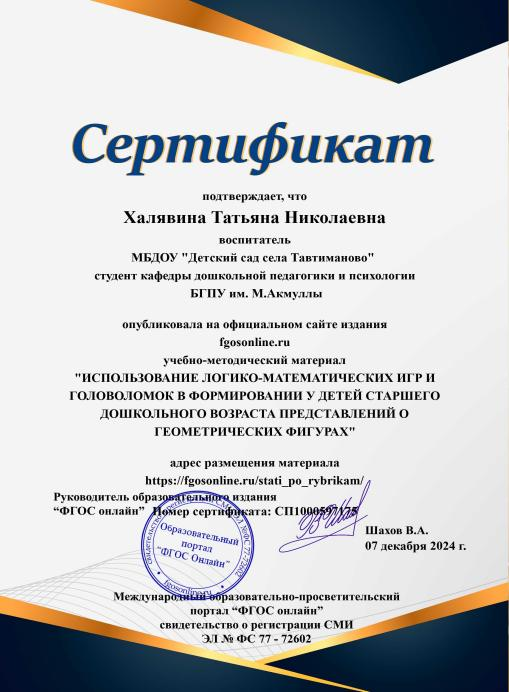 Сертификат
подтверждает, что
Халявина Татьяна Николаевна
воспитатель
МБДОУ "Детский сад села Тавтиманово"
студент кафедры дошкольной педагогики и психологии
БГПУ им. М.Акмуллы
опубликовала на официальном сайте издания
fgosonline.ru
учебно-методический материал
"ИСПОЛЬЗОВАНИЕ ЛОГИКО-МАТЕМАТИЧЕСКИХ ИГР И
ГОЛОВОЛОМОК В ФОРМИРОВАНИИ У ДЕТЕЙ СТАРШЕГО
ДОШКОЛЬНОГО ВОЗРАСТА ПРЕДСТАВЛЕНИЙ О
ГЕОМЕТРИЧЕСКИХ ФИГУРАХ"
адрес размещения материала
https://fgosonline.ru/stati_po_rybrikam/
Руководитель образовательного издания
“ФГОС онлайн” Номер сертификата:
Образовательный
портал
"ФГОС Онлайн"
fgosonline.ru
Шахов В.А.
07 декабря 2024 г.
Международный образовательно-просветительский
портал “ФГОС онлайн”
свидетельство о регистрации СМИ
ЭЛ № ФС 77 - 72602